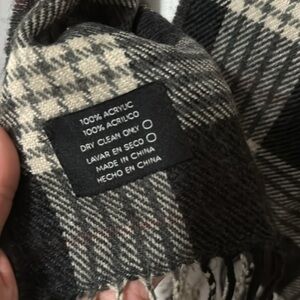 100% ACRYLIC
100% ACRILICO
DRY CLEAN ONLY
LAVAR EN SECO
MADE IN CHINA
HECHO EN CHINA